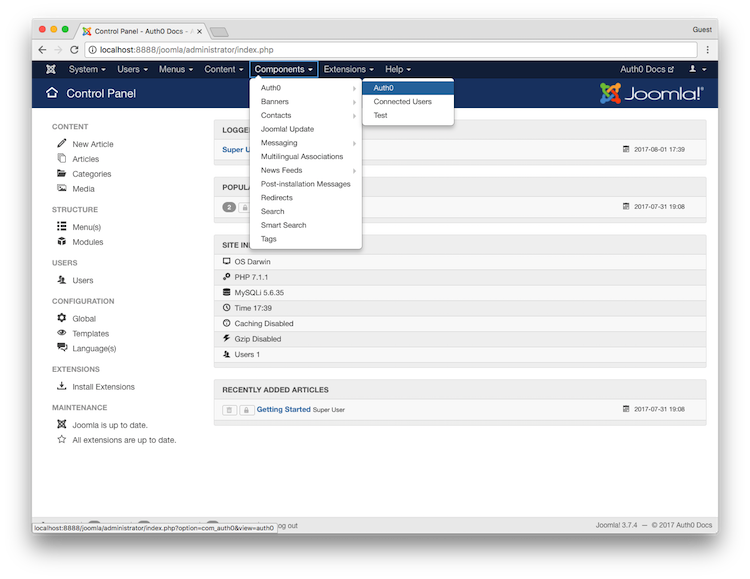 Control Panel - Auth0 Docs - A
Guest
localhost:8888/joomla/administrator/index.php
System Users Menus Content Components Extensions Help Auth0 Docs
Control Panel
Joomla!
Auth0
Banners
Contacts
Joomla! Update
Messaging
Multilingual Associations
News Feeds
Post-installation Messages
Redirects
Search
Smart Search
Tags
Auth0
Connected Users
Test
CONTENT
New Article
Articles
Categories
Media
STRUCTURE
Menu(s)
Modules
USERS
Users
CONFIGURATION
Global
Templates
Language(s)
EXTENSIONS
Install Extensions
MAINTENANCE
Joomla is up to date.
All extensions are up to date.
LOGGE
Super U
2017-08-01 17:39
POPULA
2
2017-07-31 19:08
SITE IN
OS Darwin
PHP 7.1.1
MySQLi 5.6.35
Time 17:39
Caching Disabled
Gzip Disabled
Users 1
RECENTLY ADDED ARTICLES
Getting Started Super User
2017-07-31 19:08
localhost:8888/joomla/administrator/index.php?option=com_auth0&view=auth0
og out
Joomla! 3.7.4 — © 2017 Auth0 Docs